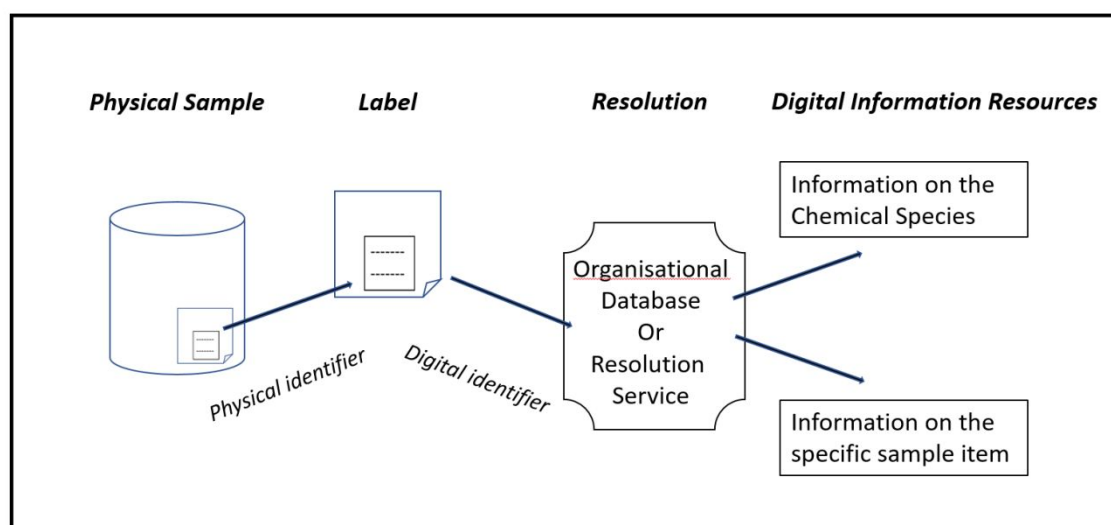 Physical Sample
Label
Resolution
Digital Information Resources
Physical identifier
Digital identifier
Organisational
Database
Or
Resolution
Service
Information on the
Chemical Species
Information on the
specific sample item